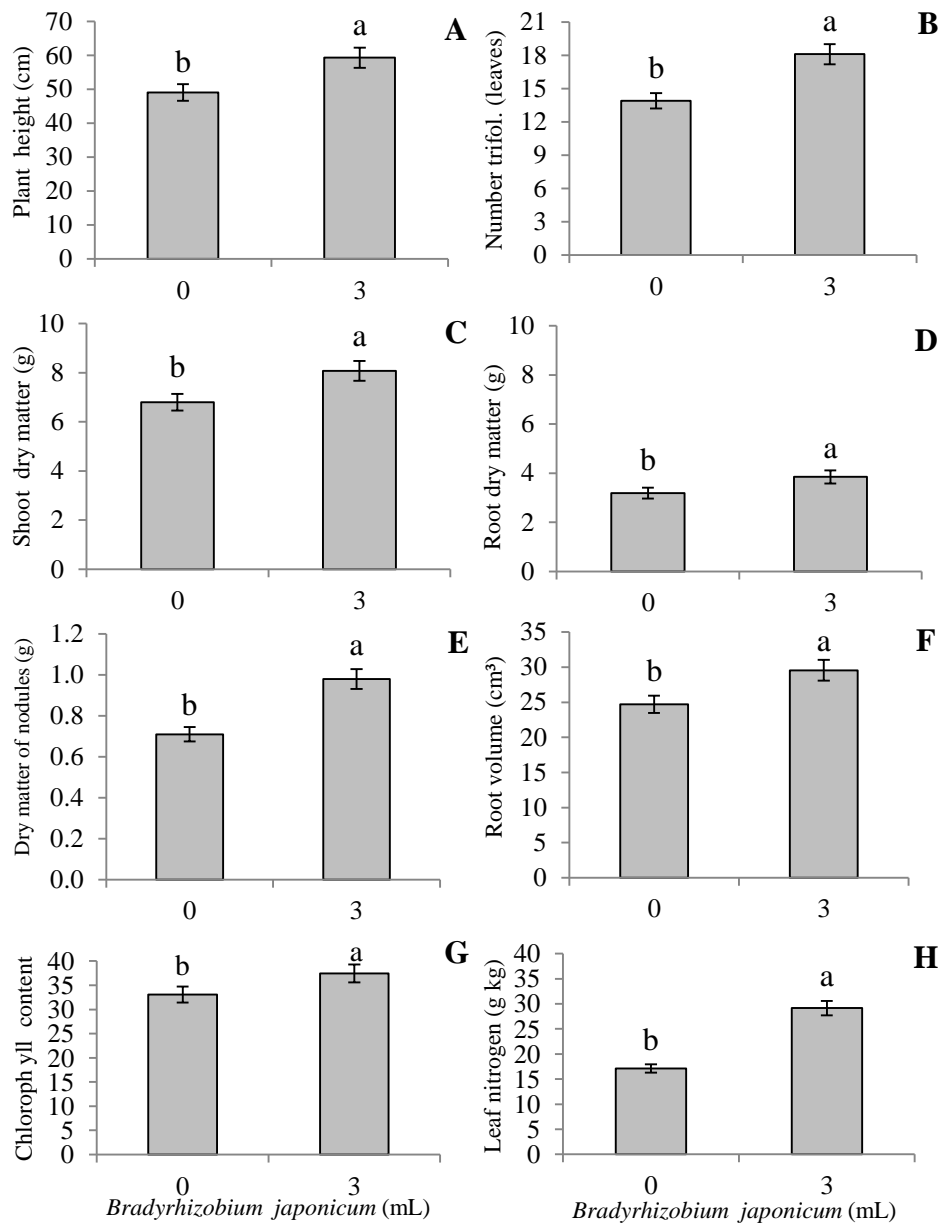 A
Plant height (cm)
70
60
50
40
30
20
10
0
b
a
0
3
B
Number trifol. (leaves)
21
18
15
12
9
6
3
0
b
a
0
3
C
Shoot dry matter (g)
10
8
6
4
2
0
b
a
0
3
D
Root dry matter (g)
10
8
6
4
2
0
b
a
0
3
E
Dry matter of nodules (g)
1.2
1.0
0.8
0.6
0.4
0.2
0.0
b
a
0
3
F
Root volume (cm³)
35
30
25
20
15
10
5
0
b
a
0
3
G
Chloroph yll content
40
35
30
25
20
15
10
5
0
b
a
0
3
Bradyrhizobium japonicum (mL)
H
Leaf nitrogen (g kg)
40
35
30
25
20
15
10
5
0
b
a
0
3
Bradyrhizobium japonicum (mL)